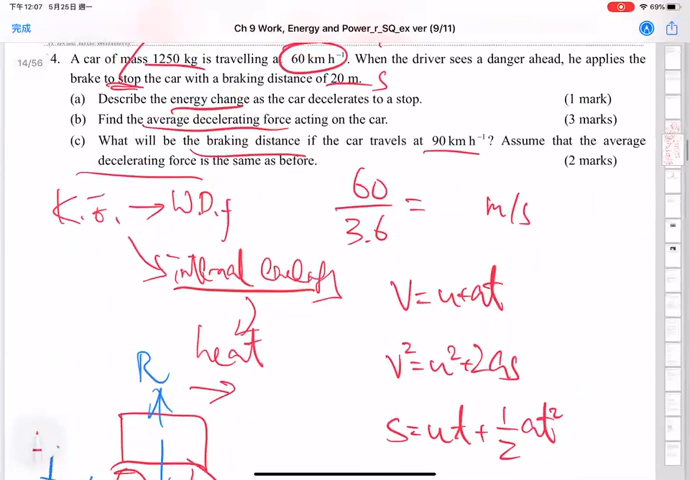 下午 12:07 5月25日 週一
69%
完成
Ch 9 Work, Energy and Power_r_SQ_ex ver (9/11)
14/56
4. A car of mass 1250 kg is travelling a 60 km h⁻¹. When the driver sees a danger ahead, he applies the
brake to stop the car with a braking distance of 20 m. S
(a) Describe the energy change as the car decelerates to a stop. (1 mark)
(b) Find the average decelerating force acting on the car. (3 marks)
(c) What will be the braking distance if the car travels at 90 km h⁻¹? Assume that the average
decelerating force is the same as before. (2 marks)
K.E. → W.D.f
60/3.6 = m/s
internal energy
heat
V=u+at
V²=u²+2as
S=ut+½at²
R